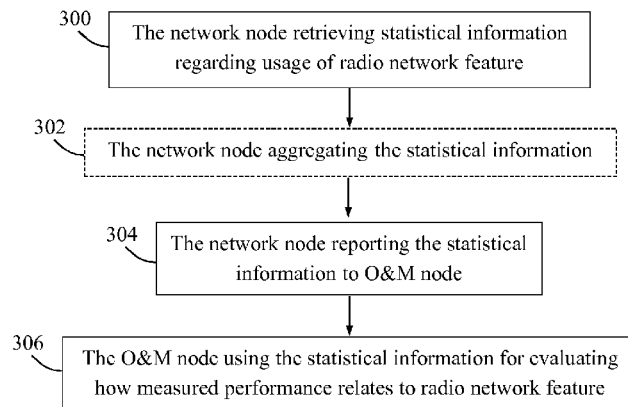 300
The network node retrieving statistical information
regarding usage of radio network feature
302
The network node aggregating the statistical information
304
The network node reporting the statistical
information to O&M node
306
The O&M node using the statistical information for evaluating
how measured performance relates to radio network feature